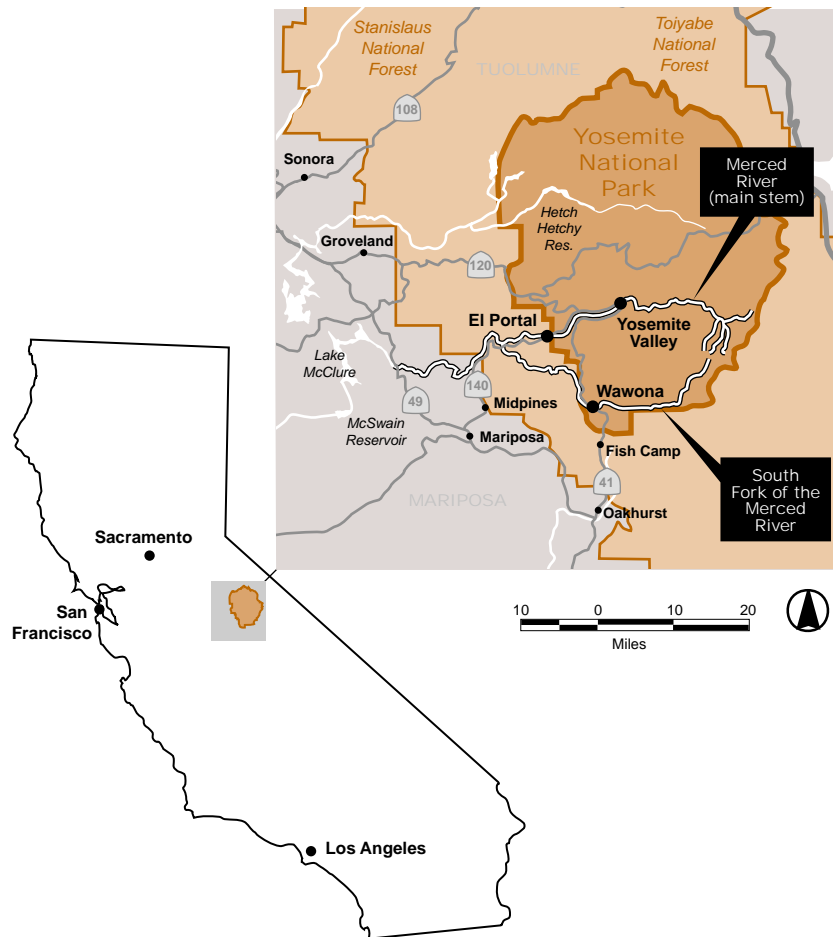 Stanislaus
National
Forest
Toiyabe
National
Forest
TUOLUMNE
108
Yosemite
National
Park
Sonora
Merced
River
(main stem)
Hetch
Hetchy
Res.
Groveland
120
El Portal
Yosemite
Valley
Lake
McClure
140
Wawona
49
Midpines
McSwain
Reservoir
Mariposa
Fish Camp
South
Fork of the
Merced
River
41
MARIPOSA
Oakhurst
Sacramento
San
Francisco
10 0 10 20
Miles
Los Angeles